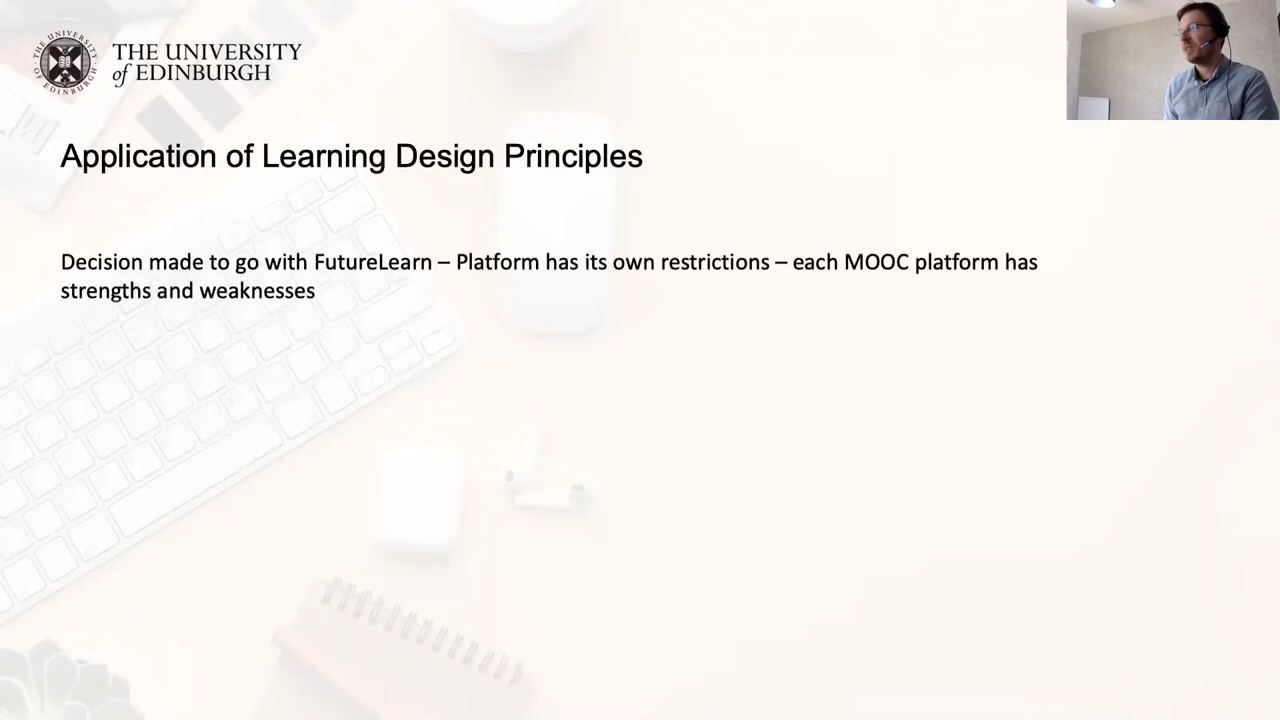 THE UNIVERSITY
of EDINBURGH
Application of Learning Design Principles
Decision made to go with FutureLearn – Platform has its own restrictions – each MOOC platform has
strengths and weaknesses